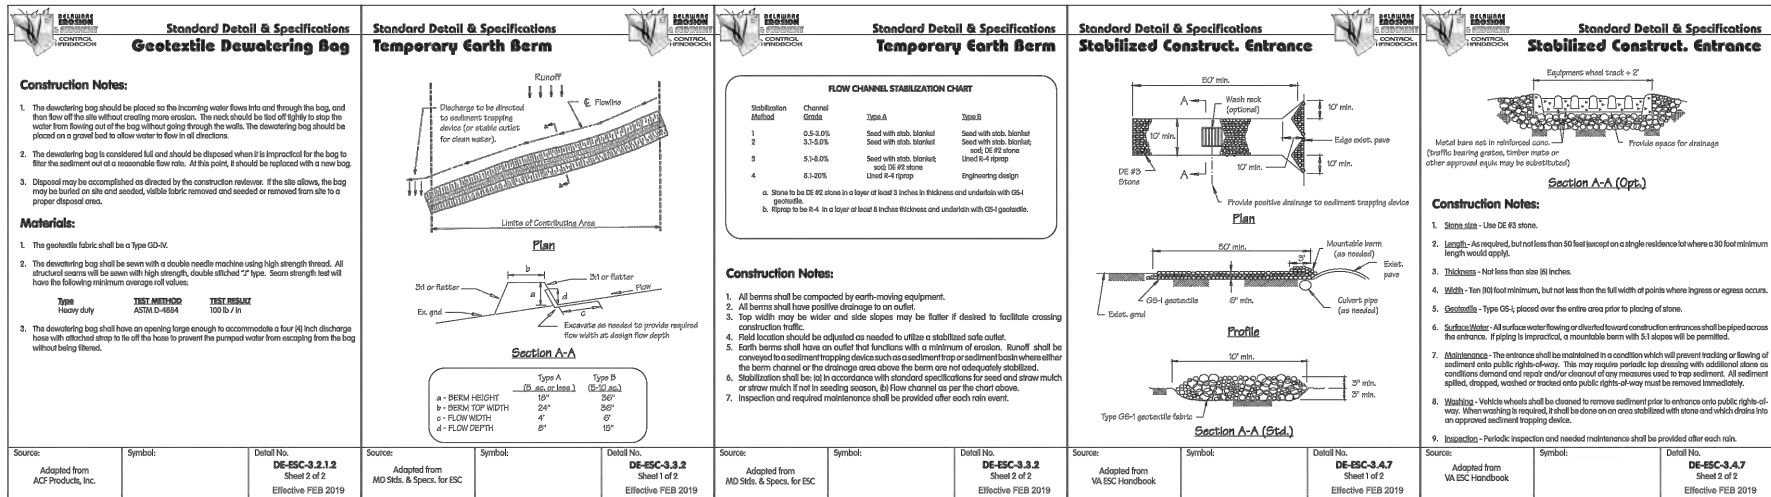 DELAWARE
EROSION
& SEDIMENT
CONTROL
HANDBOOK
Standard Detail & Specifications
Geotextile Dewatering Bag
Construction Notes:
1. The dewatering bag should be placed so the incoming water flows into and through the bag, and
then flow off the site without creating more erosion. The neck should be tied off tightly to stop the
water from flowing out of the bag without going through the walls. The dewatering bag should be
placed on a gravel bed to allow water to flow in all directions.
2. The dewatering bag is considered full and should be disposed when it is impractical for the bag to
filter the sediment out at a reasonable flow rate. At this point, it should be replaced with a new bag.
3. Disposal may be accomplished as directed by the construction reviewer. If the site allows, the bag
may be buried on site and seeded, visible fabric removed and seeded or removed from site to a
proper disposal area.
Materials:
1. The geotextile fabric shall be a Type GD-IV.
2. The dewatering bag shall be sewn with a double needle machine using high strength thread. All
structural seams will be sewn with high strength, double stitched "J" type. Seam strength test will
have the following minimum average roll values:
Type TEST METHOD TEST RESULT
Heavy duty ASTM D-4884 100 lb / in
3. The dewatering bag shall have an opening large enough to accommodate a four (4) inch discharge
hose with attached strap to tie off the hose to prevent the pumped water from escaping from the bag
without being filtered.
Source: Symbol: Detail No.
Adapted from
ACF Products, Inc.
DE-ESC-3.2.1.2
Sheet 2 of 2
Effective FEB 2019
Standard Detail & Specifications
Temporary Earth Berm
DELAWARE
EROSION
& SEDIMENT
CONTROL
HANDBOOK
Runoff
Discharge to be directed
to sediment trapping
device (or stable outlet
for clean water).
Flowline
Limits of Contributing Area
Plan
b
3:1 or flatter
3:1 or flatter
a
d
Flow
c
Ex. grnd
Excavate as needed to provide required
flow width at design flow depth
Section A-A
Type A Type B
(5 ac. or less) (5-10 ac.)
a - BERM HEIGHT 18" 36"
b - BERM TOP WIDTH 24" 36"
c - FLOW WIDTH 4' 6'
d - FLOW DEPTH 8" 15"
Source: Symbol: Detail No.
Adapted from
MD Stds. & Specs. for ESC
DE-ESC-3.3.2
Sheet 1 of 2
Effective FEB 2019
DELAWARE
EROSION
& SEDIMENT
CONTROL
HANDBOOK
Standard Detail & Specifications
Temporary Earth Berm
FLOW CHANNEL STABILIZATION CHART
Stabilization Channel
Method Grade Type A Type B
1 0.5-3.0% Seed with stab. blanket Seed with stab. blanket
2 3.1-5.0% Seed with stab. blanket Seed with stab. blanket;
sod; DE #2 stone
3 5.1-8.0% Seed with stab. blanket; Lined R-4 riprap
sod; DE #2 stone
4 8.1-20% Lined R-4 riprap Engineering design
a. Stone to be DE #2 stone in a layer at least 3 inches in thickness and underlain with GS-I
geotextile.
b. Riprap to be R-4 in a layer at least 8 inches thickness and underlain with GS-I geotextile.
Construction Notes:
1. All berms shall be compacted by earth-moving equipment.
2. All berms shall have positive drainage to an outlet.
3. Top width may be wider and side slopes may be flatter if desired to facilitate crossing
construction traffic.
4. Field location should be adjusted as needed to utilize a stabilized safe outlet.
5. Earth berms shall have an outlet that functions with a minimum of erosion. Runoff shall be
conveyed to a sediment trapping device such as a sediment trap or sediment basin where either
the berm channel or the drainage area above the berm are not adequately stabilized.
6. Stabilization shall be: (a) in accordance with standard specifications for seed and straw mulch
or straw mulch if not in seeding season, (b) Flow channel as per the chart above.
7. Inspection and required maintenance shall be provided after each rain event.
Source: Symbol: Detail No.
Adapted from
MD Stds. & Specs. for ESC
DE-ESC-3.3.2
Sheet 2 of 2
Effective FEB 2019
Standard Detail & Specifications
Stabilized Construct. Entrance
DELAWARE
EROSION
& SEDIMENT
CONTROL
HANDBOOK
50' min.
A
Wash rack
(optional)
10' min.
10' min.
Edge exist. pave
10' min.
10' min.
DE #3
Stone
A
Provide positive drainage to sediment trapping device
Plan
50' min.
Mountable berm
(as needed)
3'
Exist.
pave
GS-I geotextile
6" min.
Culvert pipe
(as needed)
Exist. grnd
Profile
10' min.
3" min.
3" min.
Type GS-I geotextile fabric
Section A-A (Std.)
Source: Symbol: Detail No.
Adapted from
VA ESC Handbook
DE-ESC-3.4.7
Sheet 1 of 2
Effective FEB 2019
DELAWARE
EROSION
& SEDIMENT
CONTROL
HANDBOOK
Standard Detail & Specifications
Stabilized Construct. Entrance
Equipment wheel track + 2'
Metal bars set in reinforced conc.
(traffic bearing grates, timber mats or
other approved equiv. may be substituted)
Provide space for drainage
Section A-A (Opt.)
Construction Notes:
1. Stone size - Use DE #3 stone.
2. Length - As required, but not less than 50 feet (except on a single residence lot where a 30 foot minimum
length would apply).
3. Thickness - Not less than size (6) inches.
4. Width - Ten (10) foot minimum, but not less than the full width at points where ingress or egress occurs.
5. Geotextile - Type GS-I; placed over the entire area prior to placing of stone.
6. Surface Water - All surface water flowing or diverted toward construction entrances shall be piped across
the entrance. If piping is impractical, a mountable berm with 5:1 slopes will be permitted.
7. Maintenance - The entrance shall be maintained in a condition which will prevent tracking or flowing of
sediment onto public rights-of-way. This may require periodic top dressing with additional stone as
conditions demand and repair and/or cleanout of any measures used to trap sediment. All sediment
spilled, dropped, washed or tracked onto public rights-of-way must be removed immediately.
8. Washing - Vehicle wheels shall be cleaned to remove sediment prior to entrance onto public rights-of-
way. When washing is required, it shall be done on an area stabilized with stone and which drains into
an approved sediment trapping device.
9. Inspection - Periodic inspection and needed maintenance shall be provided after each rain.
Source: Symbol: Detail No.
Adapted from
VA ESC Handbook
DE-ESC-3.4.7
Sheet 2 of 2
Effective FEB 2019